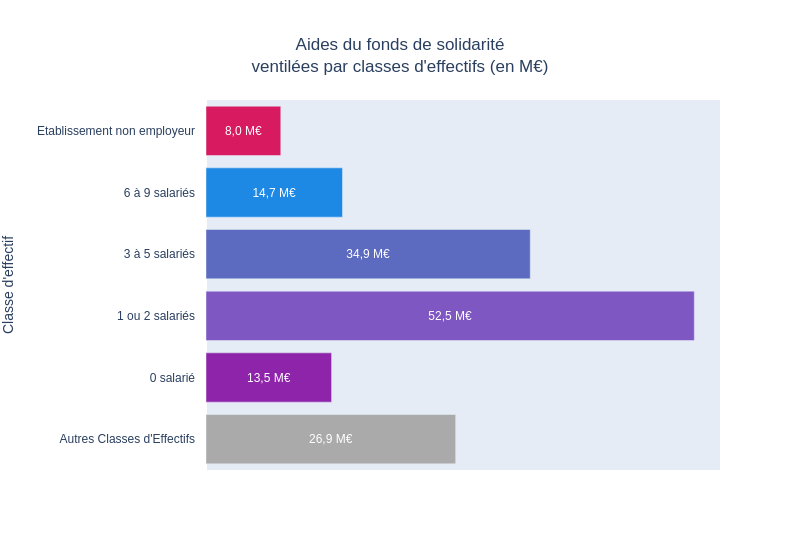 Aides du fonds de solidarité
ventilées par classes d'effectifs (en M€)
Classe d'effectif
Etablissement non employeur 8,0 M€
6 à 9 salariés 14,7 M€
3 à 5 salariés 34,9 M€
1 ou 2 salariés 52,5 M€
0 salarié 13,5 M€
Autres Classes d'Effectifs 26,9 M€